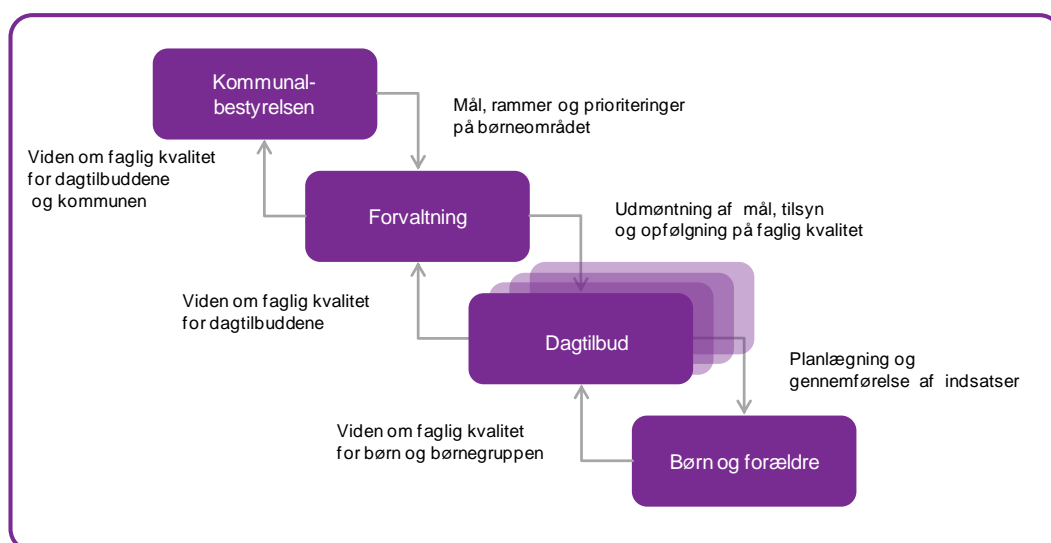 Kommunal-
bestyrelsen
Mål, rammer og prioriteringer
på børneområdet
Viden om faglig kvalitet
for dagtilbuddene
og kommunen
Forvaltning
Udmøntning af mål, tilsyn
og opfølgning på faglig kvalitet
Viden om faglig kvalitet
for dagtilbuddene
Dagtilbud
Planlægning og
gennemførelse af indsatser
Viden om faglig kvalitet
for børn og børnegruppen
Børn og forældre